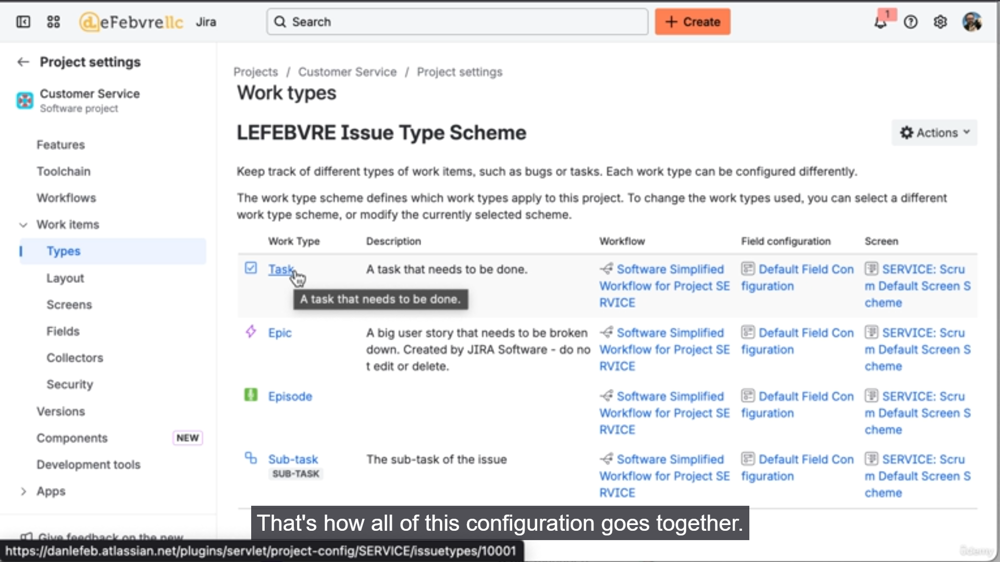 deFebvrellc Jira Search + Create 1
Project settings
Customer Service
Software project
Features
Toolchain
Workflows
Work items
Types
Layout
Screens
Fields
Collectors
Security
Versions
Components NEW
Development tools
Apps
Give feedback on the new
Projects / Customer Service / Project settings
Work types
LEFEBVRE Issue Type Scheme
Actions
Keep track of different types of work items, such as bugs or tasks. Each work type can be configured differently.
The work type scheme defines which work types apply to this project. To change the work types used, you can select a different
work type scheme, or modify the currently selected scheme.
Work Type Description Workflow Field configuration Screen
Task A task that needs to be done. Software Simplified Default Field Con SERVICE: Scru
Workflow for Project SE figuration m Default Screen S
A task that needs to be done. RVICE cheme
Epic A big user story that needs to be broken Software Simplified Default Field Con SERVICE: Scru
down. Created by JIRA Software - do no Workflow for Project SE figuration m Default Screen S
t edit or delete. RVICE cheme
Episode Software Simplified Default Field Con SERVICE: Scru
Workflow for Project SE figuration m Default Screen S
RVICE cheme
Sub-task The sub-task of the issue Software Simplified Default Field Con SERVICE: Scru
SUB-TASK Workflow for Project SE figuration m Default Screen S
RVICE cheme
That's how all of this configuration goes together.
https://danlefeb.atlassian.net/plugins/servlet/project-config/SERVICE/issuetypes/10001
ûdemy